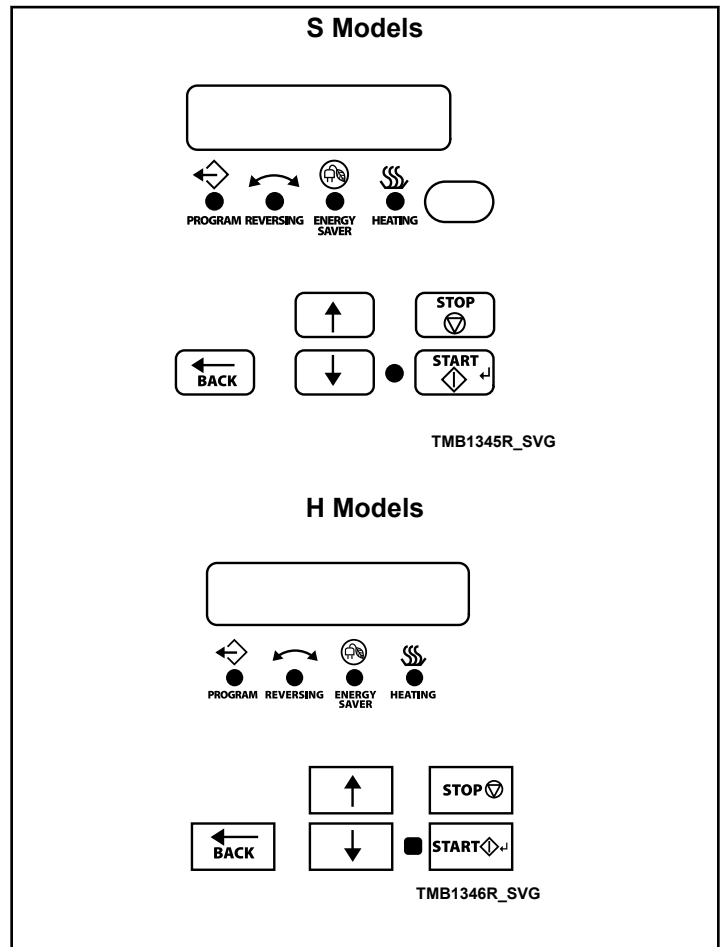 S Models
PROGRAM REVERSING ENERGY SAVER HEATING
STOP
BACK START
TMB1345R_SVG
H Models
PROGRAM REVERSING ENERGY SAVER HEATING
STOP
BACK START
TMB1346R_SVG